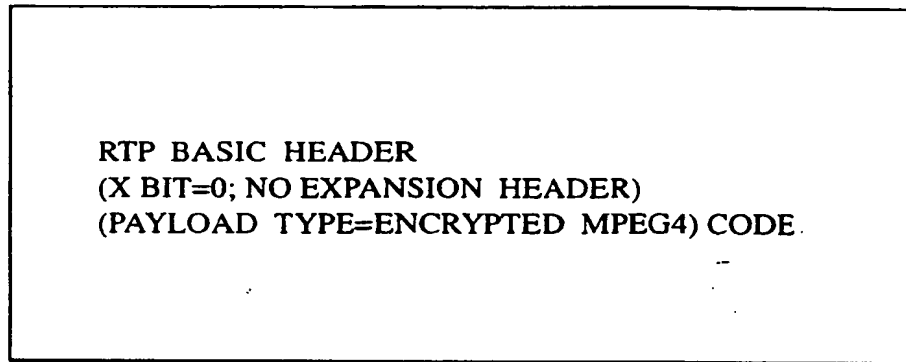 RTP BASIC HEADER
(X BIT=0; NO EXPANSION HEADER)
(PAYLOAD TYPE=ENCRYPTED MPEG4) CODE